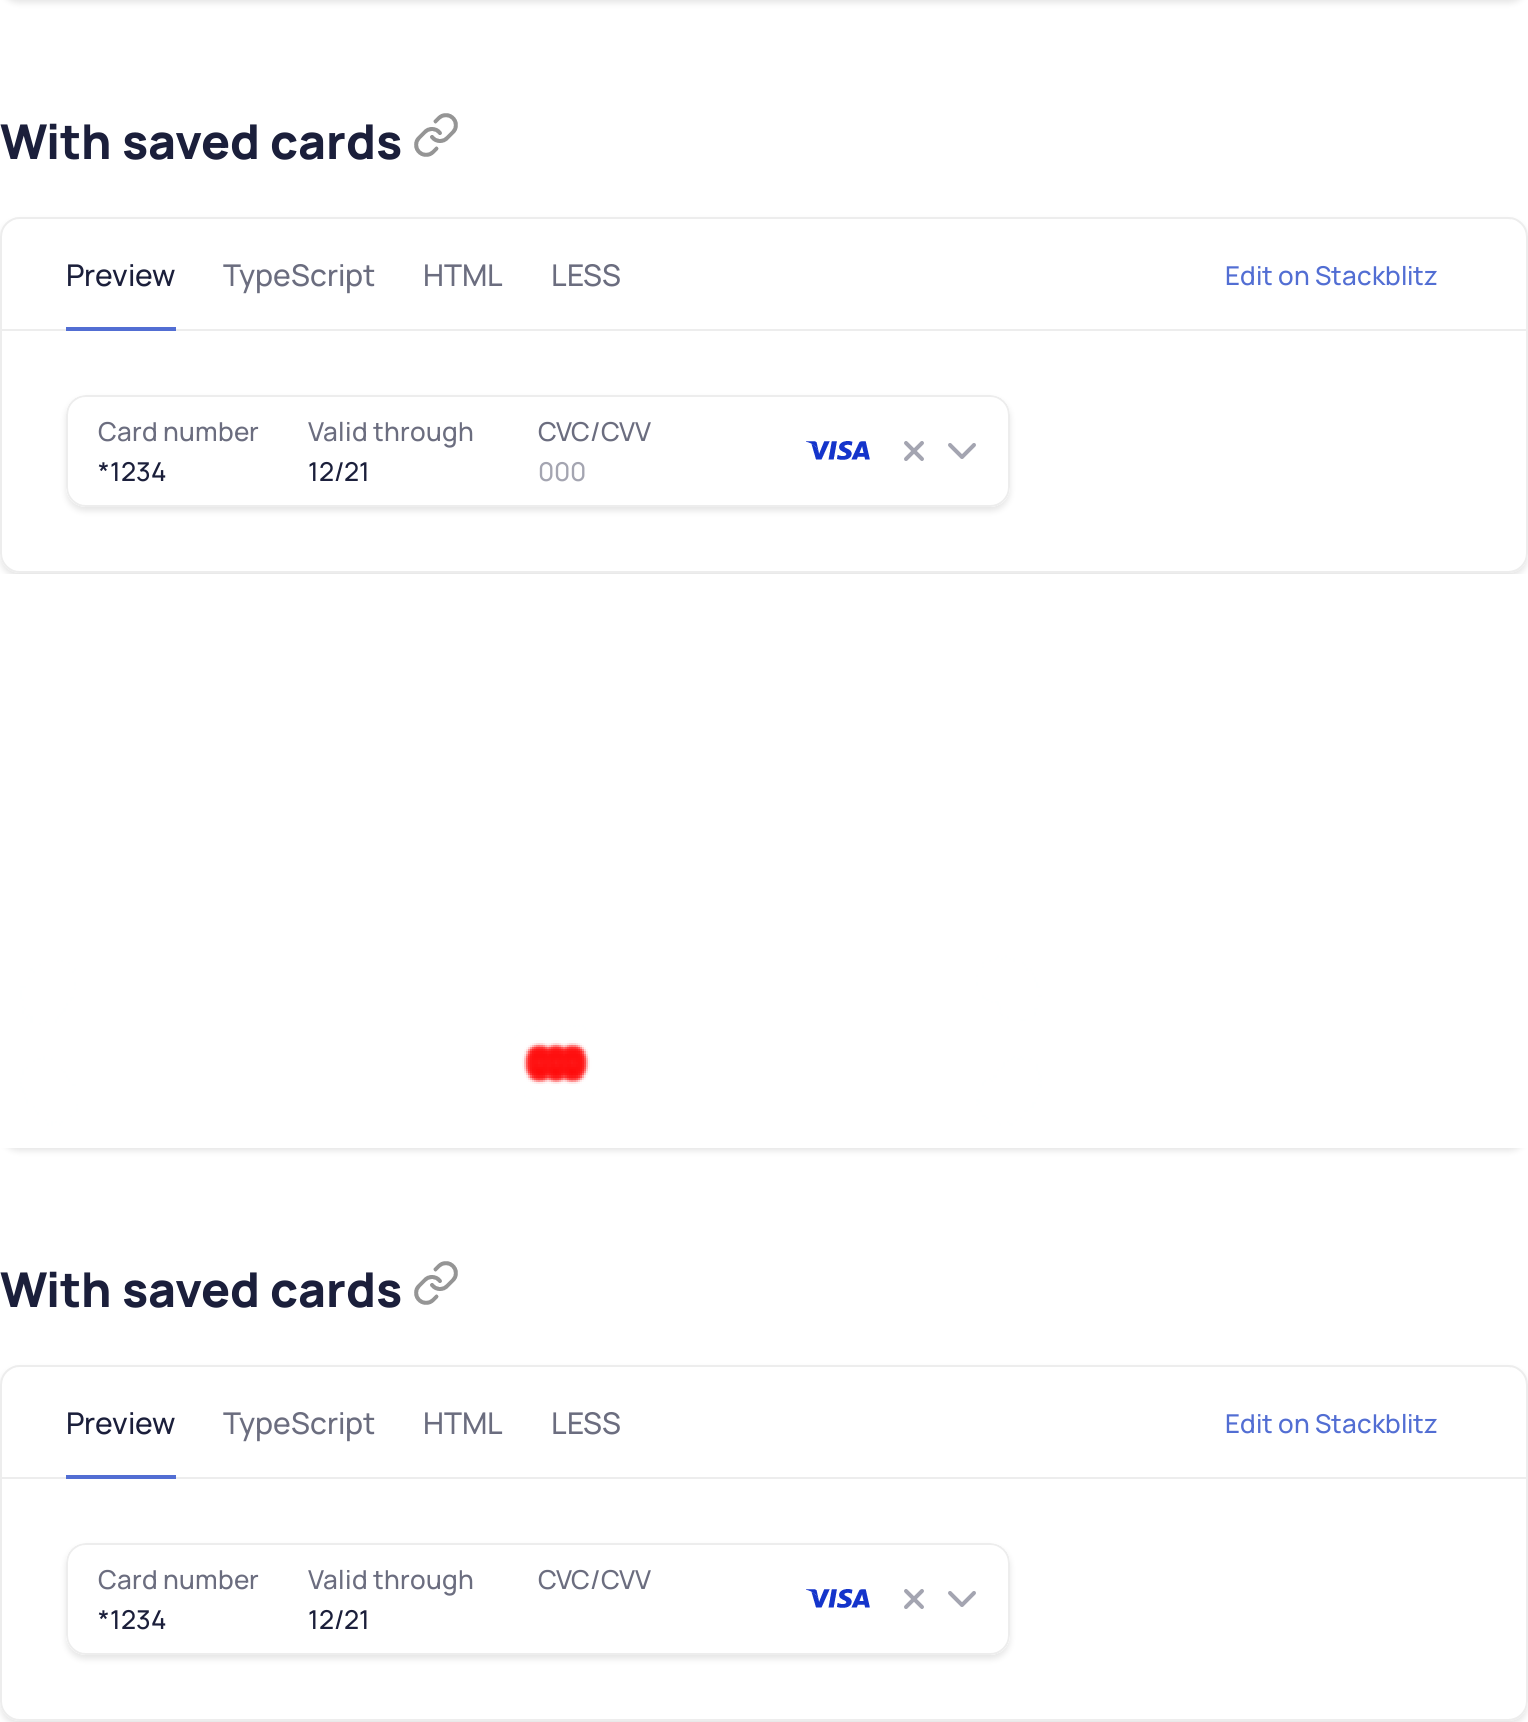 With saved cards
Preview TypeScript HTML LESS Edit on Stackblitz
Card number Valid through CVC/CVV
*1234 12/21 000
VISA
With saved cards
Preview TypeScript HTML LESS Edit on Stackblitz
Card number Valid through CVC/CVV
*1234 12/21
VISA